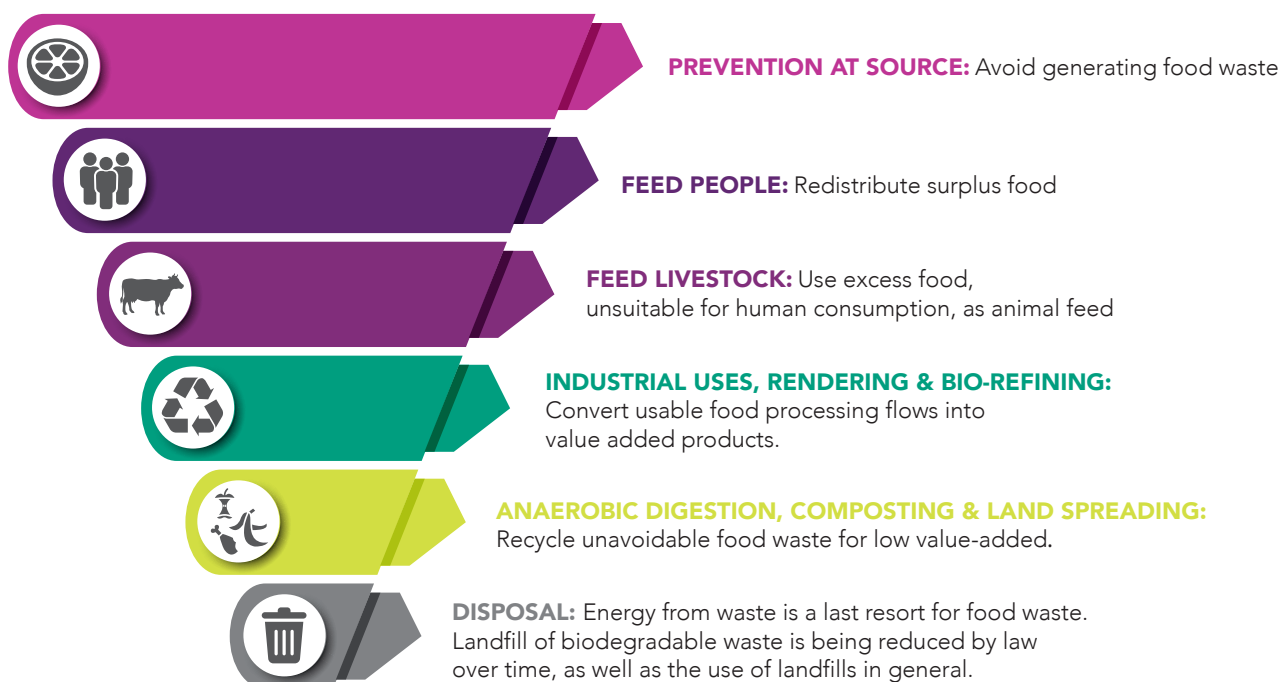 PREVENTION AT SOURCE: Avoid generating food waste
FEED PEOPLE: Redistribute surplus food
FEED LIVESTOCK: Use excess food,
unsuitable for human consumption, as animal feed
INDUSTRIAL USES, RENDERING & BIO-REFINING:
Convert usable food processing flows into
value added products.
ANAEROBIC DIGESTION, COMPOSTING & LAND SPREADING:
Recycle unavoidable food waste for low value-added.
DISPOSAL: Energy from waste is a last resort for food waste.
Landfill of biodegradable waste is being reduced by law
over time, as well as the use of landfills in general.